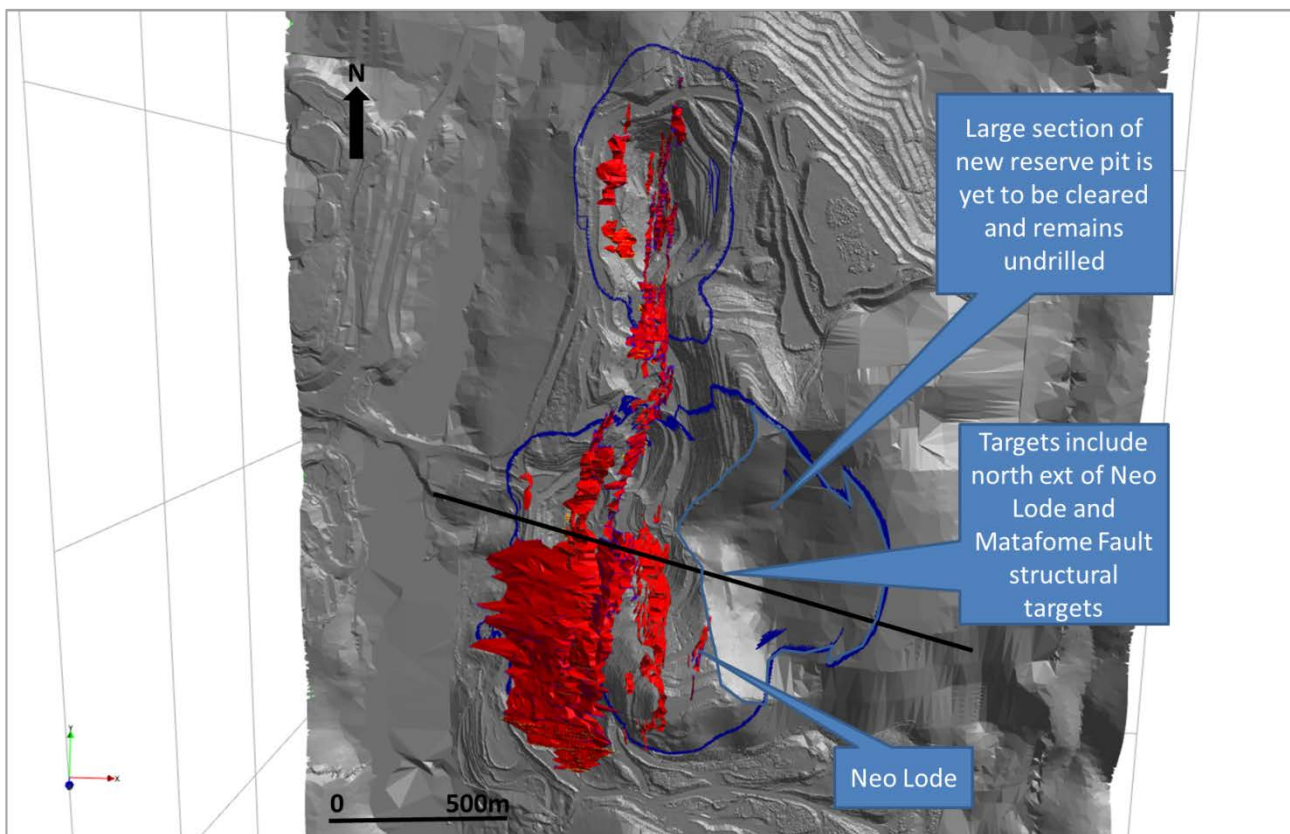 N
Large section of
new reserve pit is
yet to be cleared
and remains
undrilled
Targets include
north ext of Neo
Lode and
Matafome Fault
structural
targets
Neo Lode
0 500m
Y
X